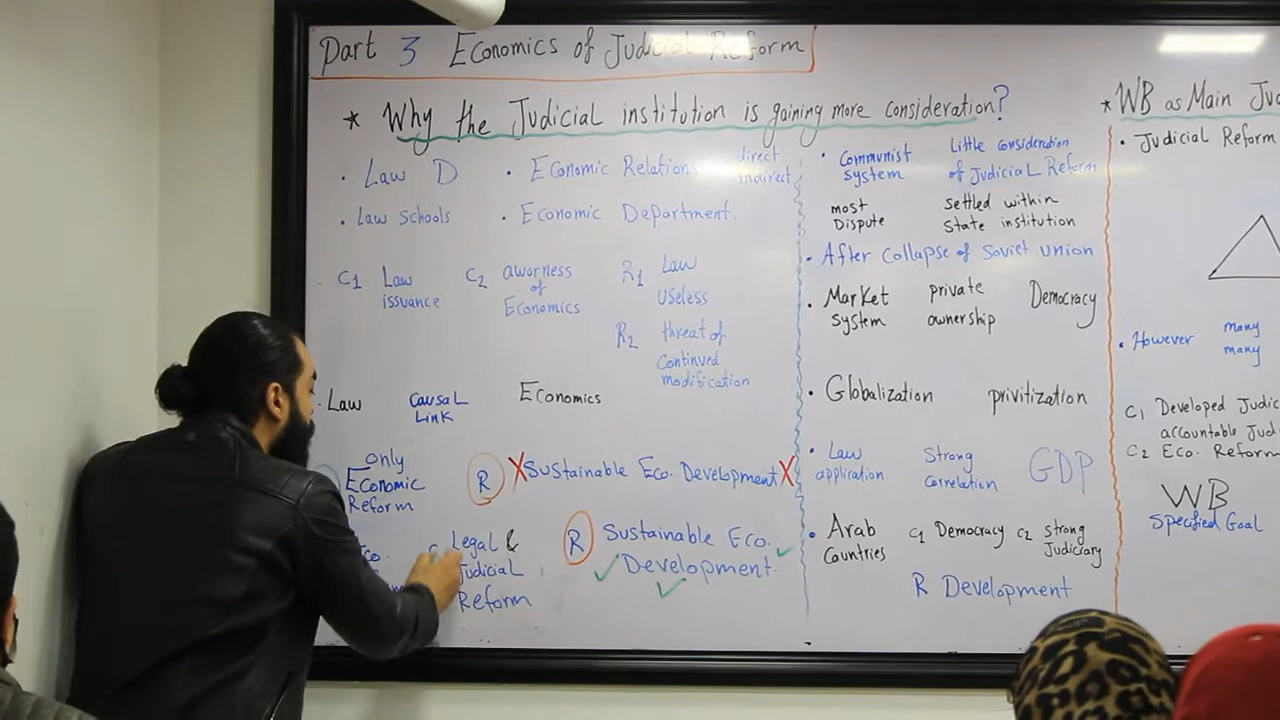 Part 3 Economics of Judicial Reform
* Why the Judicial institution is gaining more consideration?
. Law D . Economic Relations direct indirect
. Law schools . Economic Department.
C1 Law issuance C2 awarness of Economics R1 Law useless
R2 threat of continued modification
. Law causal Link Economics
only Economic Reform R X Sustainable Eco. Development X
Eco. Legal & Judicial Reform R Sustainable Eco. Development.
. Communist system Little consideration of Judicial Reform
most Dispute settled within state institution
. After collapse of Soviet union
. Market system private ownership Democracy
. Globalization privitization
. Law application Strong correlation GDP
. Arab countries C1 Democracy C2 strong Judiciary
R Development
* WB as Main
. Judicial Reform
. However many many
C1 Developed
accountable
C2 Eco. Reform
WB
specified Goal